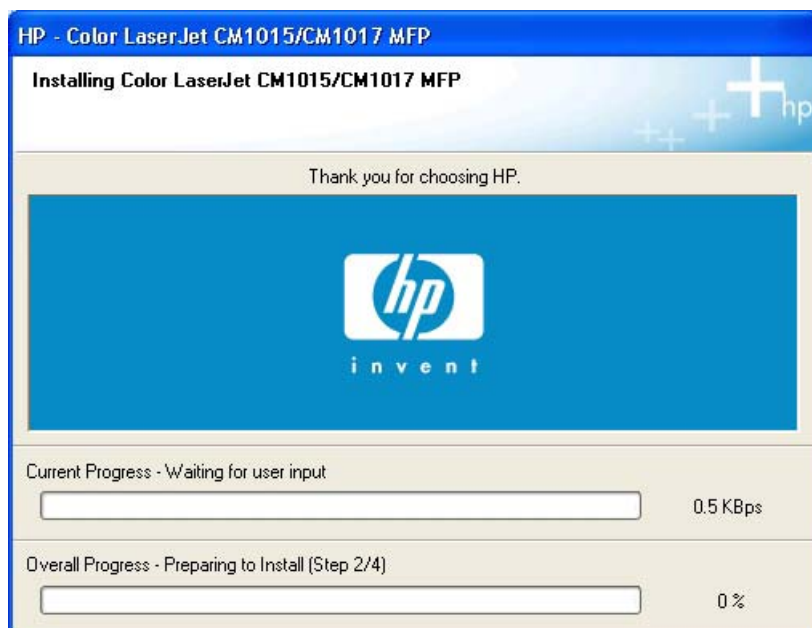 HP - Color LaserJet CM1015/CM1017 MFP
Installing Color LaserJet CM1015/CM1017 MFP
hp
Thank you for choosing HP.
hp
invent
Current Progress - Waiting for user input
0.5 KBps
Overall Progress - Preparing to Install (Step 2/4)
0 %